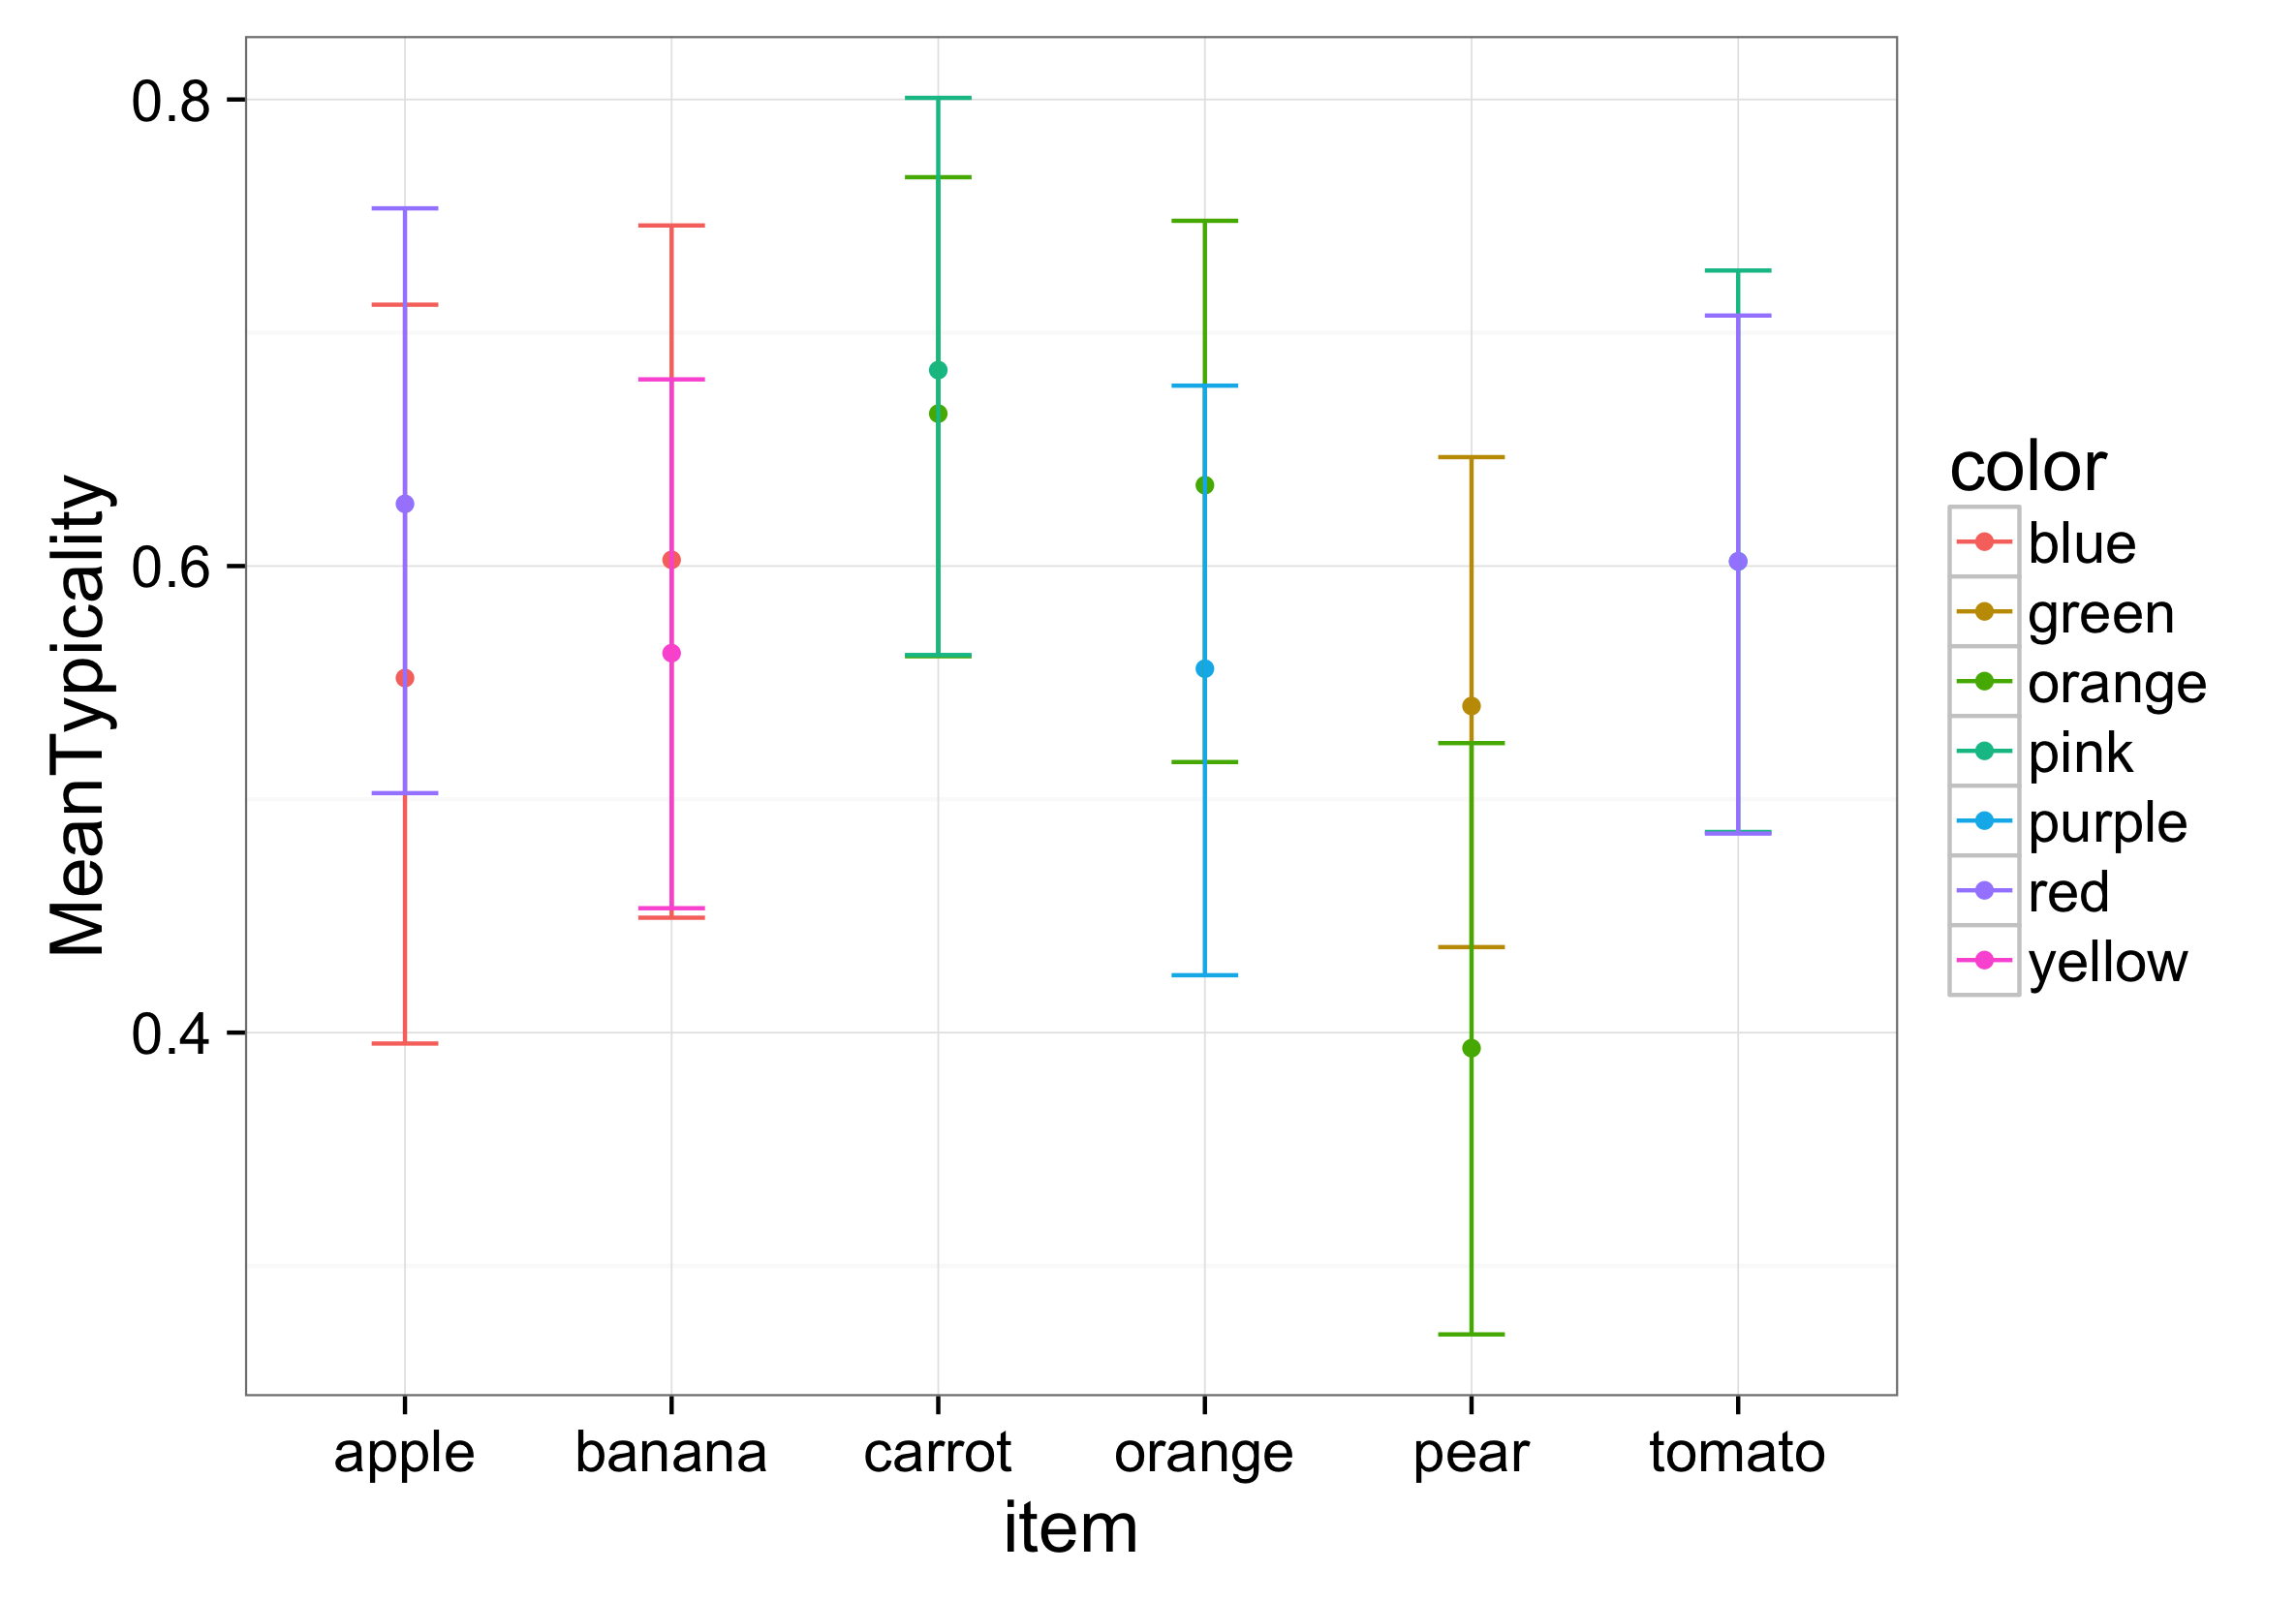 MeanTypicality
0.8
0.6
0.4
apple banana carrot orange pear tomato
item
color
blue
green
orange
pink
purple
red
yellow